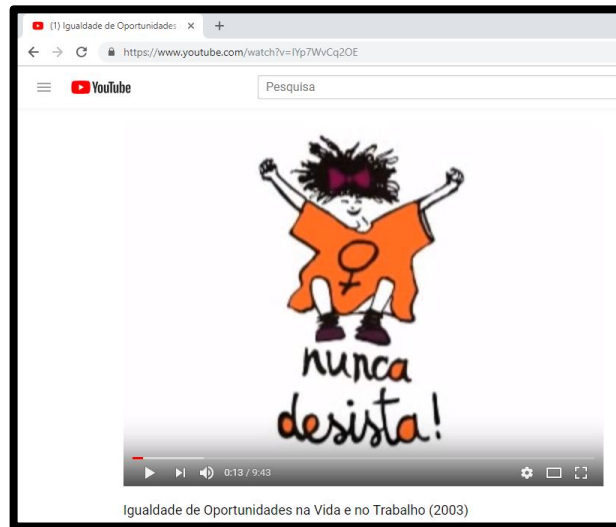 (1) Igualdade de Oportunidades
https://www.youtube.com/watch?v=IYp7WvCq2OE
YouTube
Pesquisa
nunca
desista!
0:13 / 9:43
Igualdade de Oportunidades na Vida e no Trabalho (2003)